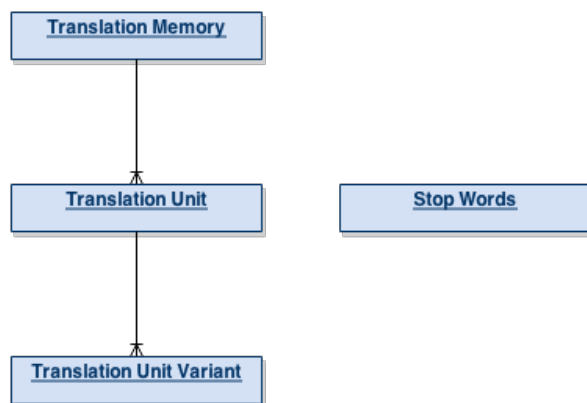 Translation Memory
Translation Unit
Stop Words
Translation Unit Variant